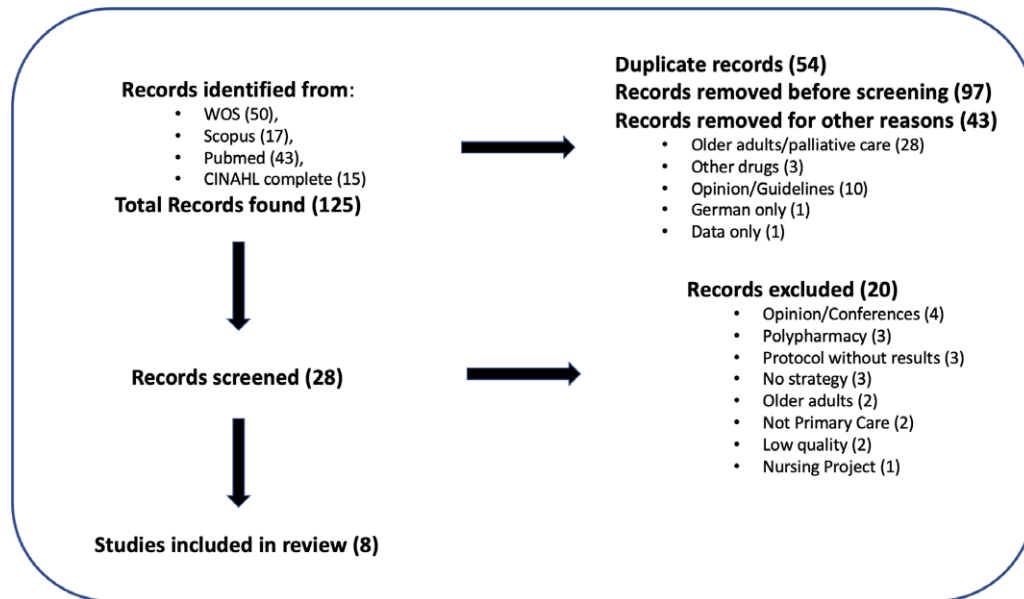 Records identified from:
• WOS (50),
• Scopus (17),
• Pubmed (43),
• CINAHL complete (15)
Total Records found (125)
Duplicate records (54)
Records removed before screening (97)
Records removed for other reasons (43)
• Older adults/palliative care (28)
• Other drugs (3)
• Opinion/Guidelines (10)
• German only (1)
• Data only (1)
Records screened (28)
Records excluded (20)
• Opinion/Conferences (4)
• Polypharmacy (3)
• Protocol without results (3)
• No strategy (3)
• Older adults (2)
• Not Primary Care (2)
• Low quality (2)
• Nursing Project (1)
Studies included in review (8)